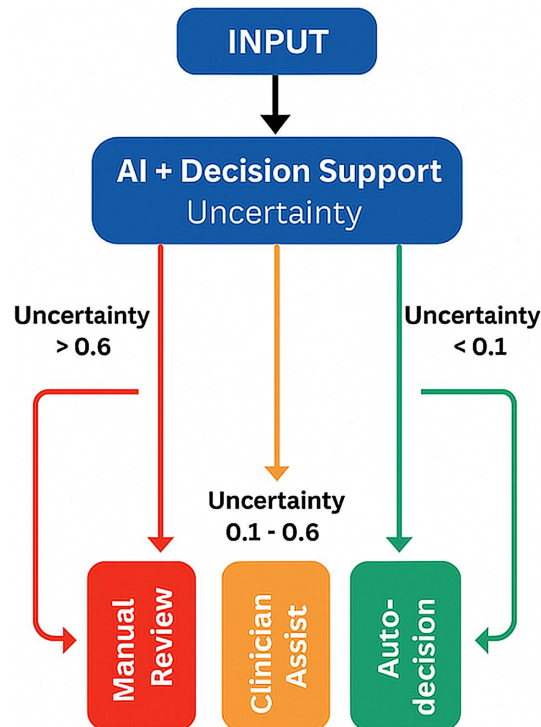 INPUT
AI + Decision Support
Uncertainty
Uncertainty
> 0.6
Uncertainty
< 0.1
Uncertainty
0.1 - 0.6
Manual
Review
Clinician
Assist
Auto-
decision